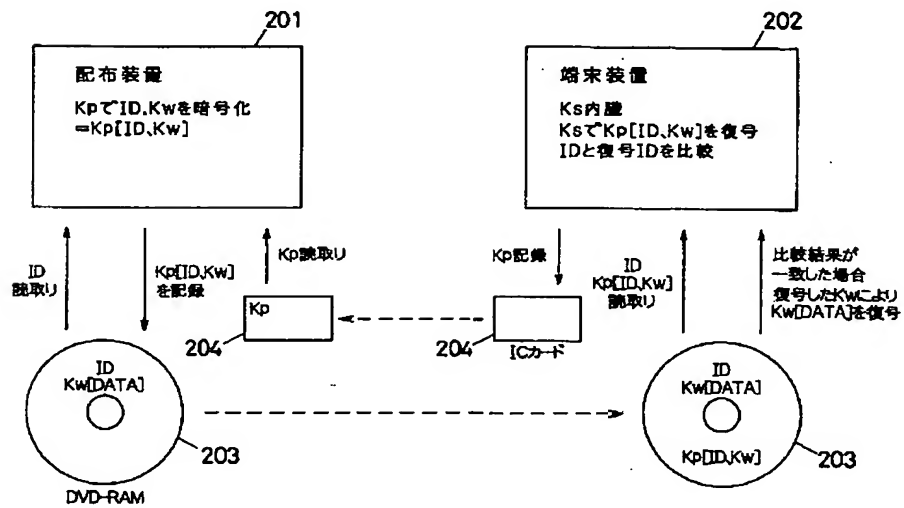 201
配布装置
KpでID,Kwを暗号化
=Kp[ID,Kw]
202
端末装置
Ks内臓
KsでKp[ID,Kw]を復号
IDと復号IDを比較
ID
読取り
Kp[ID,Kw]
を記録
Kp読取り
Kp
204
Kp記録
204
ICカード
ID
Kp[ID,Kw]
読取り
比較結果が
一致した場合
復号したKwにより
Kw[DATA]を復号
ID
Kw[DATA]
203
DVD-RAM
ID
Kw[DATA]
Kp[ID,Kw]
203